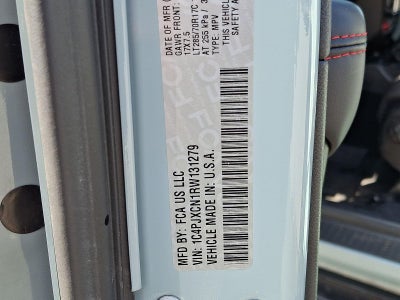 DATE OF MFR
GAWR FRONT:
17X7.5
LT285/70R17C
AT 255 kPa / 3
TYPE: MPV
THIS VEHICLE
SAFETY
MFD BY: FCA US LLC
VIN: 1C4PJXCN1RW131279
VEHICLE MADE IN: U.S.A.